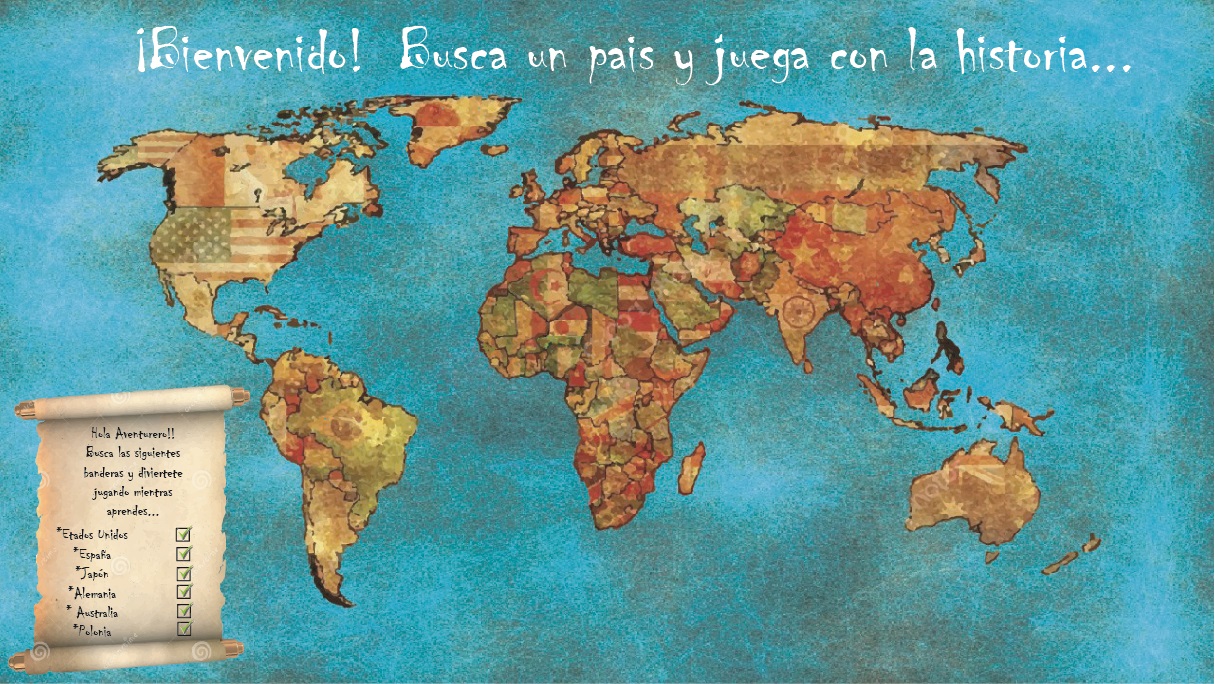 ¡Bienvenido! Busca un pais y juega con la historia...
Hola Aventurero!!
Busca las siguientes
banderas y diviertete
jugando mientras
aprendes...
*Etados Unidos
*España
*Japón
*Alemania
* Australia
*Polonia